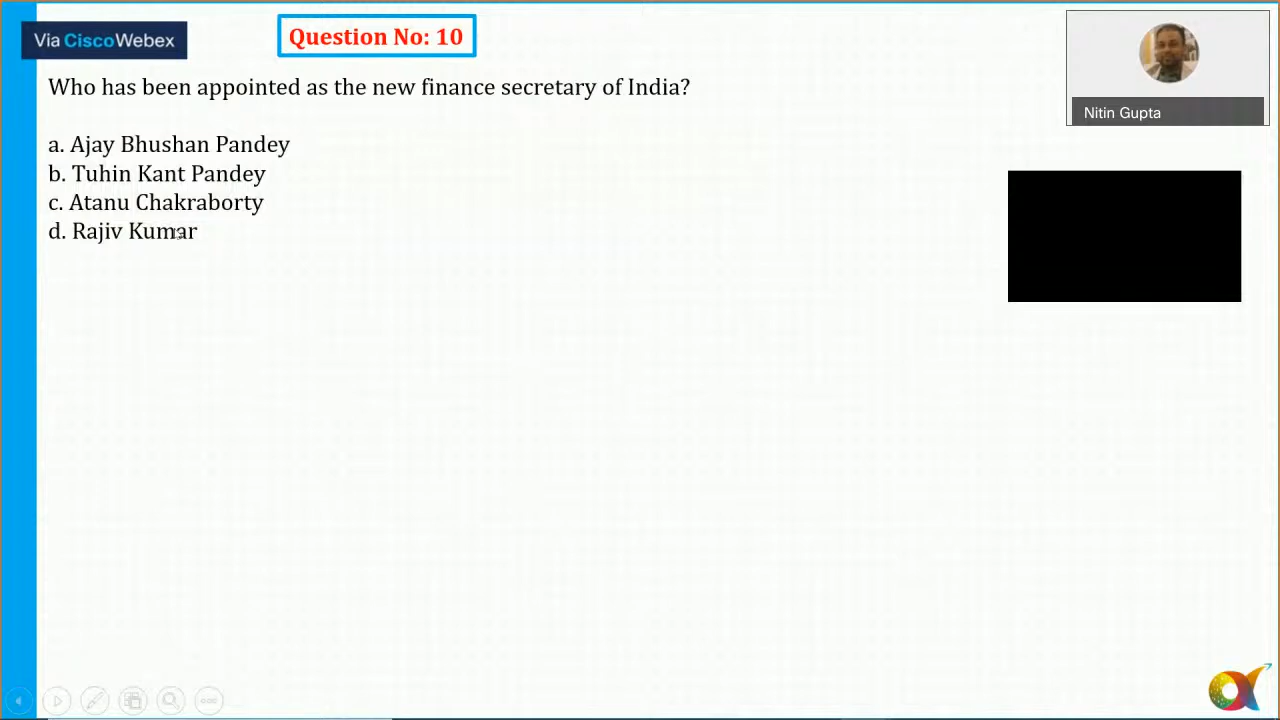 Via CiscoWebex
Question No: 10
Who has been appointed as the new finance secretary of India?
a. Ajay Bhushan Pandey
b. Tuhin Kant Pandey
c. Atanu Chakraborty
d. Rajiv Kumar
Nitin Gupta